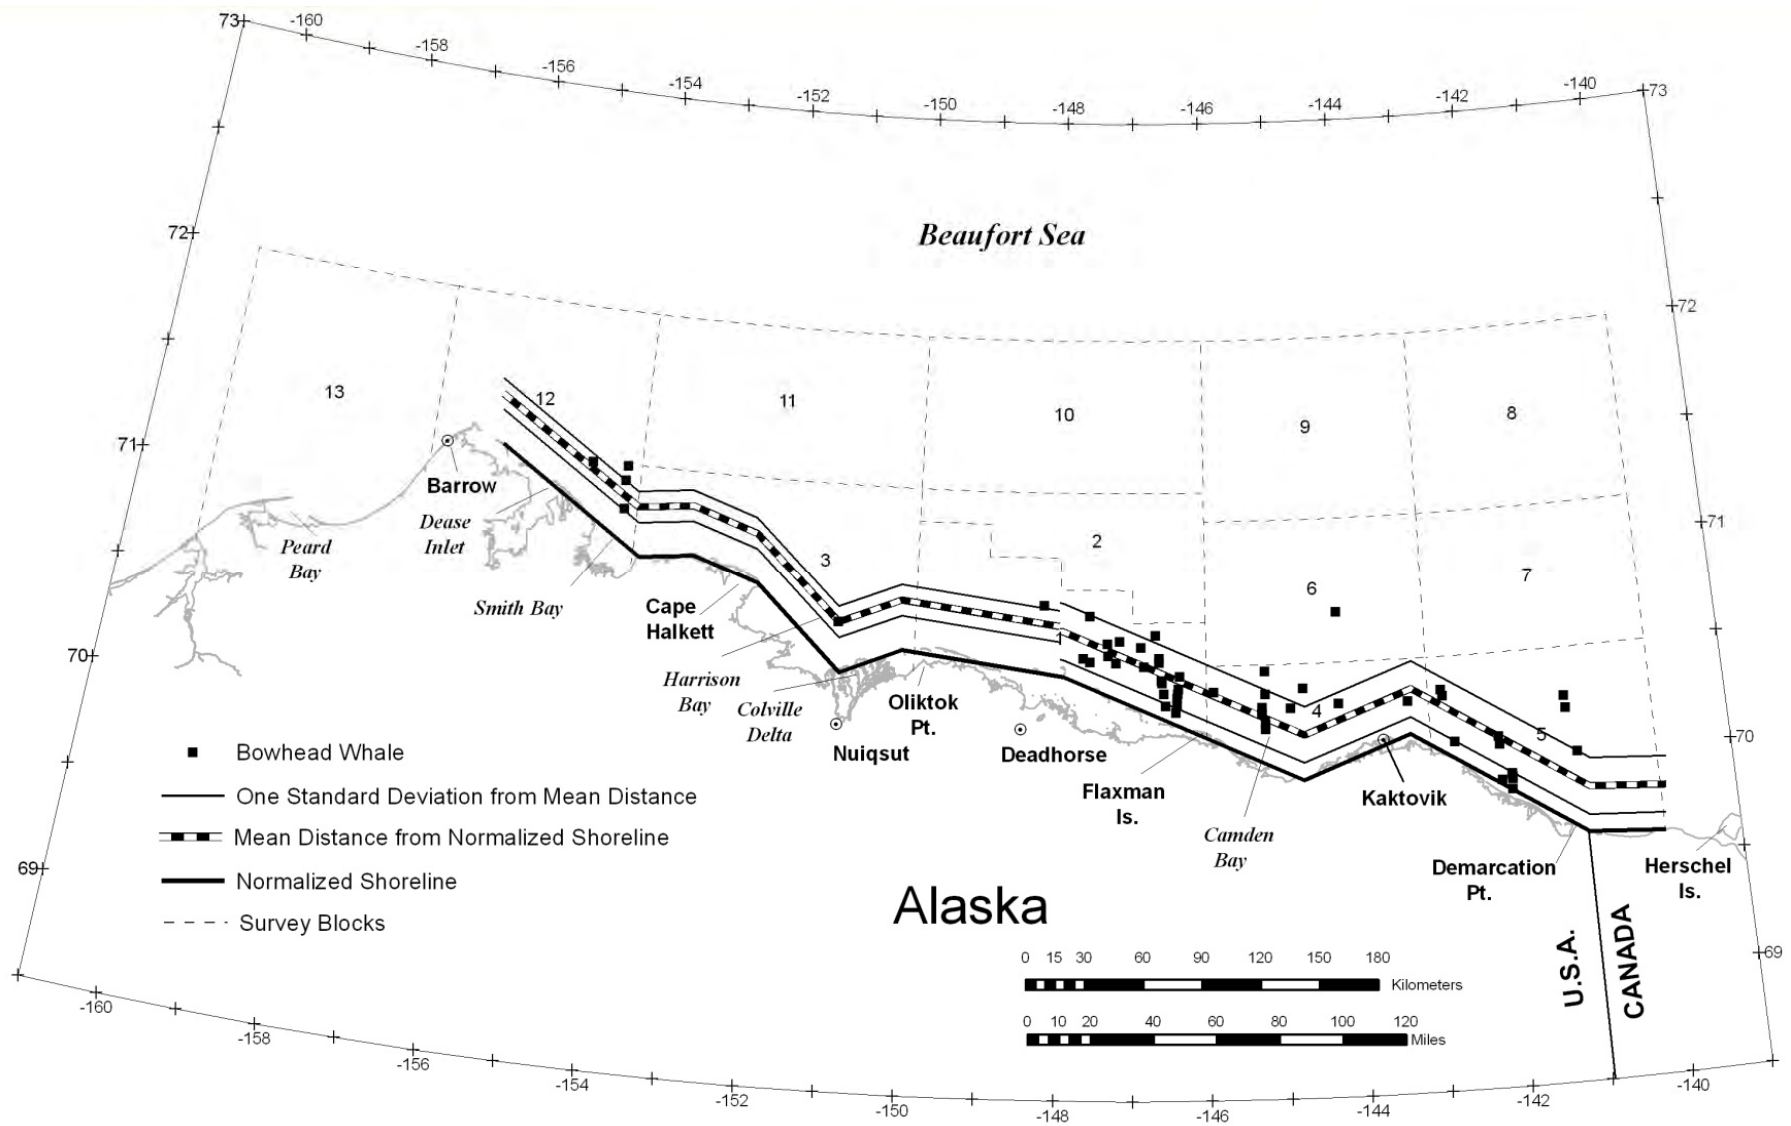 73
-160
-158
-156
-154
-152
-150
-148
-146
-144
-142
-140
73
72
Beaufort Sea
72
13
12
11
10
9
8
71
Barrow
Dease
Inlet
Peard
Bay
Smith Bay
3
2
6
7
71
Cape
Halkett
70
Harrison
Bay
Colville
Delta
Oliktok
Pt.
Nuiqsut
Deadhorse
Flaxman
Is.
4
5
70
Kaktovik
Camden
Bay
Demarcation
Pt.
Herschel
Is.
Bowhead Whale
One Standard Deviation from Mean Distance
Mean Distance from Normalized Shoreline
Normalized Shoreline
Survey Blocks
69
Alaska
U.S.A.
CANADA
69
0 15 30 60 90 120 150 180
Kilometers
0 10 20 40 60 80 100 120
Miles
-160
-158
-156
-154
-152
-150
-148
-146
-144
-142
-140